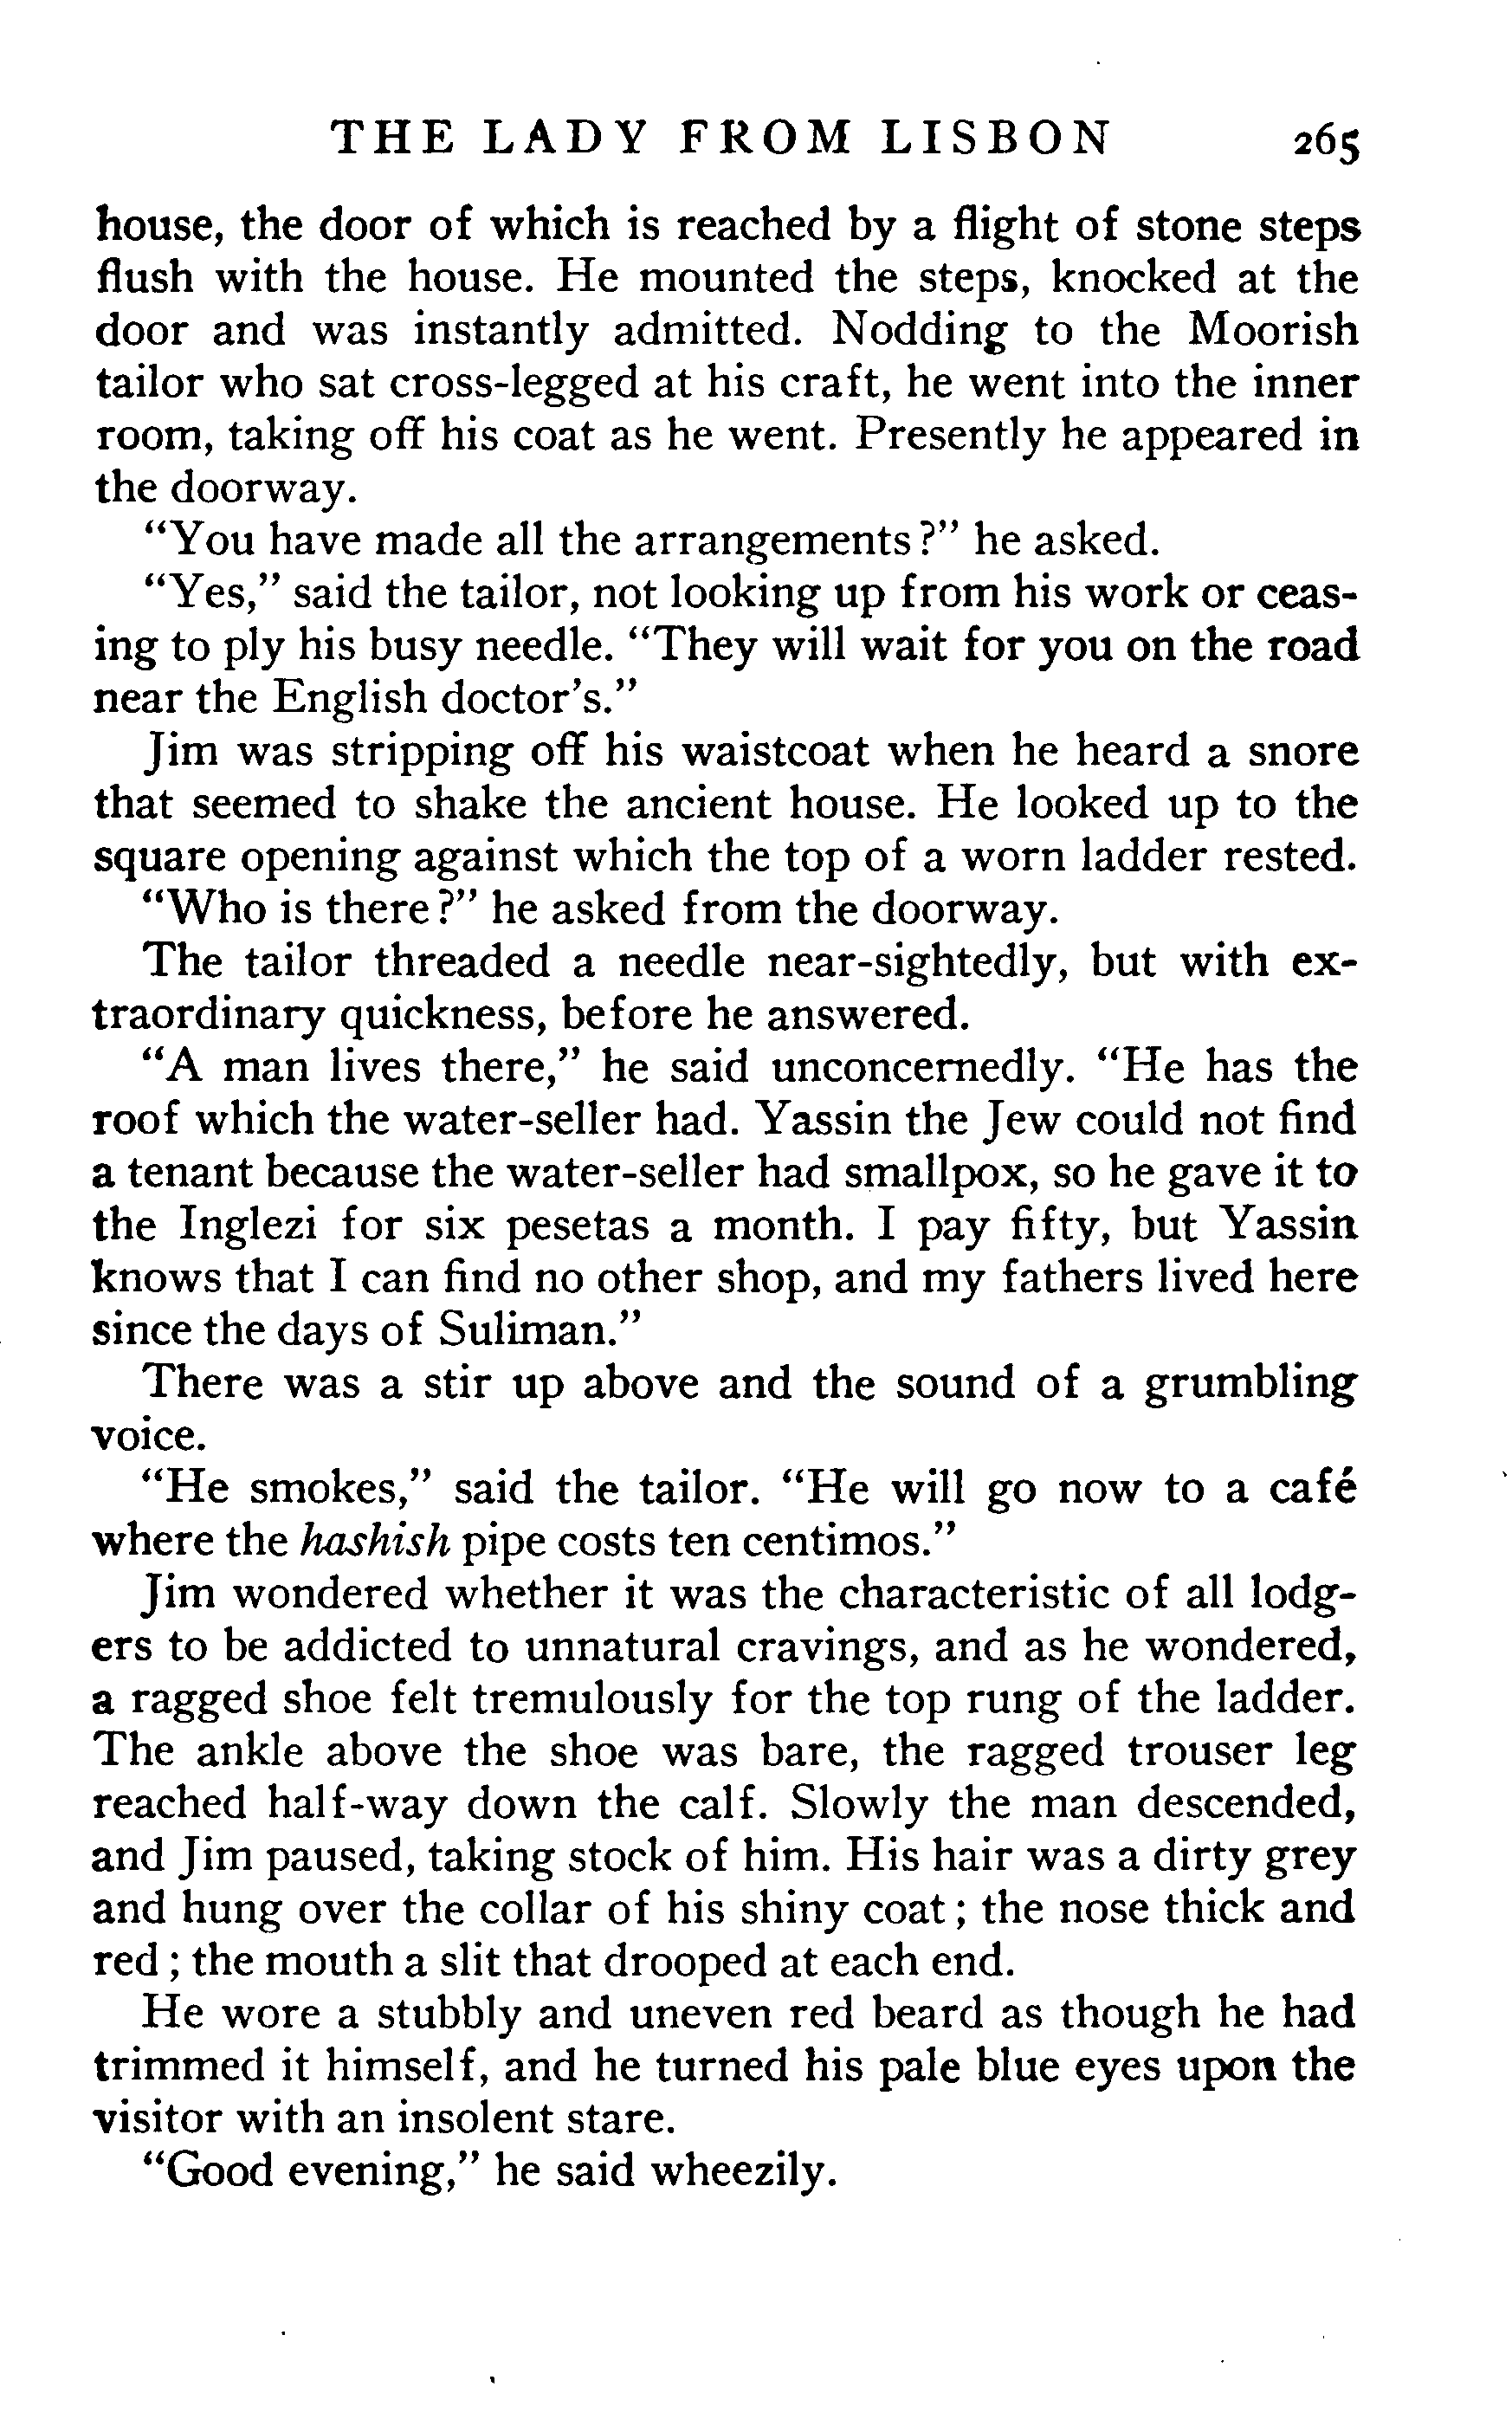 THE LADY FROM LISBON 265
house, the door of which is reached by a flight of stone steps
flush with the house. He mounted the steps, knocked at the
door and was instantly admitted. Nodding to the Moorish
tailor who sat cross-legged at his craft, he went into the inner
room, taking off his coat as he went. Presently he appeared in
the doorway.
"You have made all the arrangements?" he asked.
"Yes," said the tailor, not looking up from his work or ceas-
ing to ply his busy needle. "They will wait for you on the road
near the English doctor's."
Jim was stripping off his waistcoat when he heard a snore
that seemed to shake the ancient house. He looked up to the
square opening against which the top of a worn ladder rested.
"Who is there?" he asked from the doorway.
The tailor threaded a needle near-sightedly, but with ex-
traordinary quickness, before he answered.
"A man lives there," he said unconcernedly. "He has the
roof which the water-seller had. Yassin the Jew could not find
a tenant because the water-seller had smallpox, so he gave it to
the Inglezi for six pesetas a month. I pay fifty, but Yassin
knows that I can find no other shop, and my fathers lived here
since the days of Suliman."
There was a stir up above and the sound of a grumbling
voice.
"He smokes," said the tailor. "He will go now to a café
where the hashish pipe costs ten centimos."
Jim wondered whether it was the characteristic of all lodg-
ers to be addicted to unnatural cravings, and as he wondered,
a ragged shoe felt tremulously for the top rung of the ladder.
The ankle above the shoe was bare, the ragged trouser leg
reached half-way down the calf. Slowly the man descended,
and Jim paused, taking stock of him. His hair was a dirty grey
and hung over the collar of his shiny coat; the nose thick and
red; the mouth a slit that drooped at each end.
He wore a stubbly and uneven red beard as though he had
trimmed it himself, and he turned his pale blue eyes upon the
visitor with an insolent stare.
"Good evening," he said wheezily.